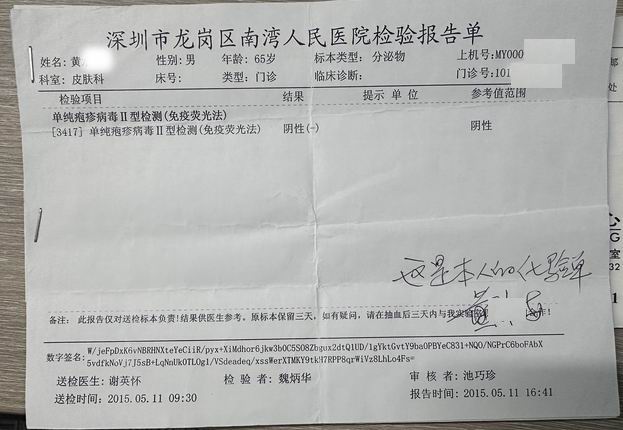 深圳市龙岗区南湾人民医院检验报告单
姓名:黄 性别:男 年龄:65岁 标本类型:分泌物 上机号:MY000
科室:皮肤科 床号: 类型:门诊 临床诊断: 门诊号:101
检验项目 结果 提示 单位 参考值范围
单纯疱疹病毒Ⅱ型检测(免疫荧光法)
[3417] 单纯疱疹病毒Ⅱ型检测(免疫荧光法) 阴性(-) 阴性
这是本人的化验单
备注: 此报告仅对送检标本负责!结果供医生参考。原标本保留三天,如有疑问,请在抽血后三天内与我实验室 合作!
数字签名:
送检医生:谢英怀 检 验 者:魏炳华 审 核 者:池巧珍
送检时间:2015.05.11 09:30 报告时间:2015.05.11 16:41
室
32